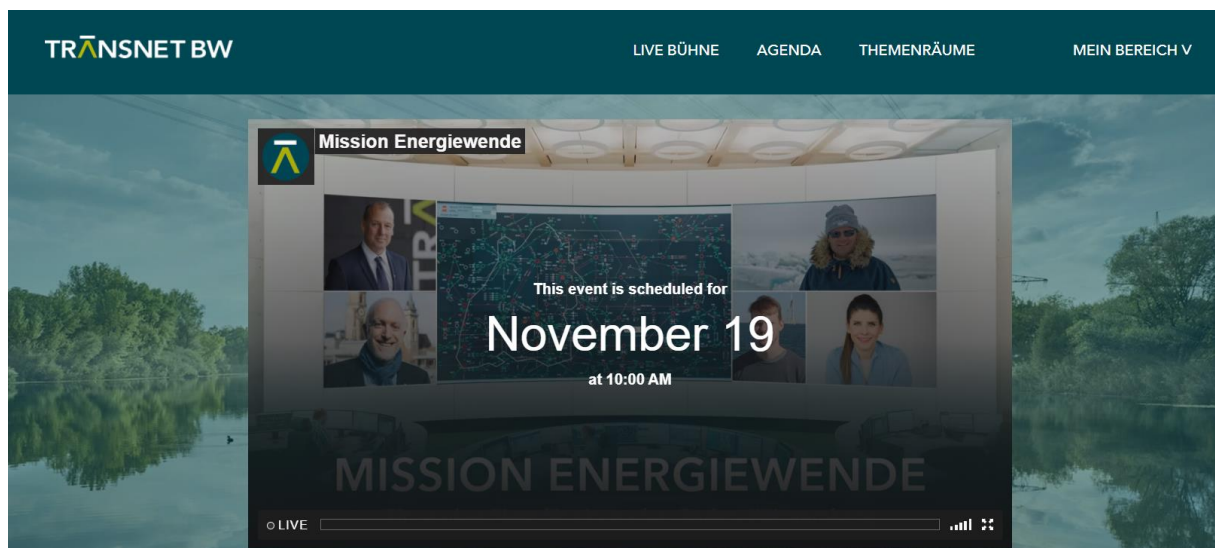 TRANSNET BW
LIVE BÜHNE AGENDA THEMENRÄUME MEIN BEREICH V
Mission Energiewende
This event is scheduled for
November 19
at 10:00 AM
MISSION ENERGIEWENDE
LIVE